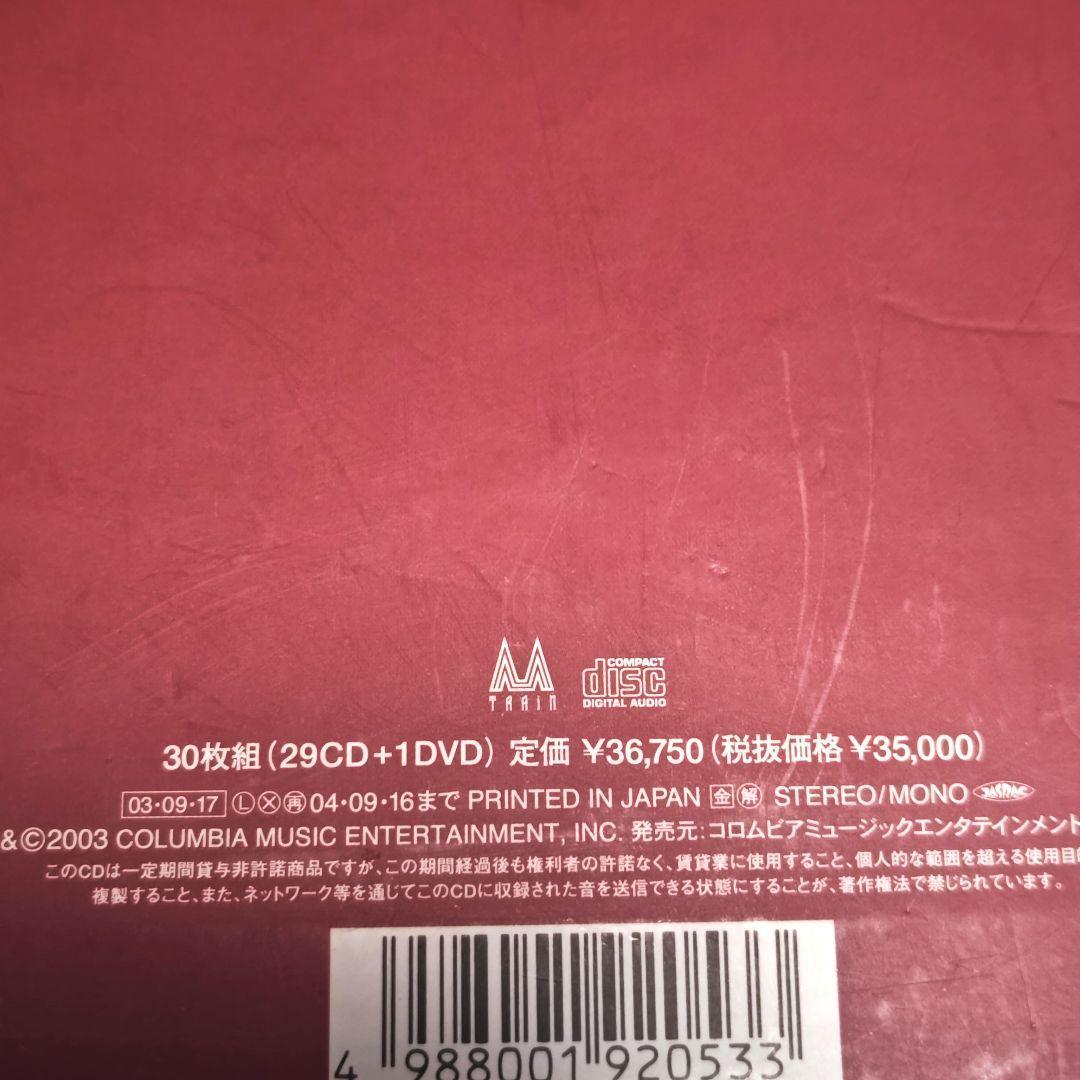 M
TRAIN
COMPACT
disc
DIGITAL AUDIO
30枚組(29CD+1DVD) 定価 ¥36,750(税抜価格 ¥35,000)
03・09・17 Ⓛ Ⓧ ㊢ 04・09・16まで PRINTED IN JAPAN 金 解 STEREO/MONO JASRAC
&©2003 COLUMBIA MUSIC ENTERTAINMENT, INC. 発売元:コロムビアミュージックエンタテインメント
このCDは一定期間貸与非許諾商品ですが、この期間経過後も権利者の許諾なく、賃貸業に使用すること、個人的な範囲を超える使用目的
複製すること、また、ネットワーク等を通じてこのCDに収録された音を送信できる状態にすることが、著作権法で禁じられています。
4 988001 920533